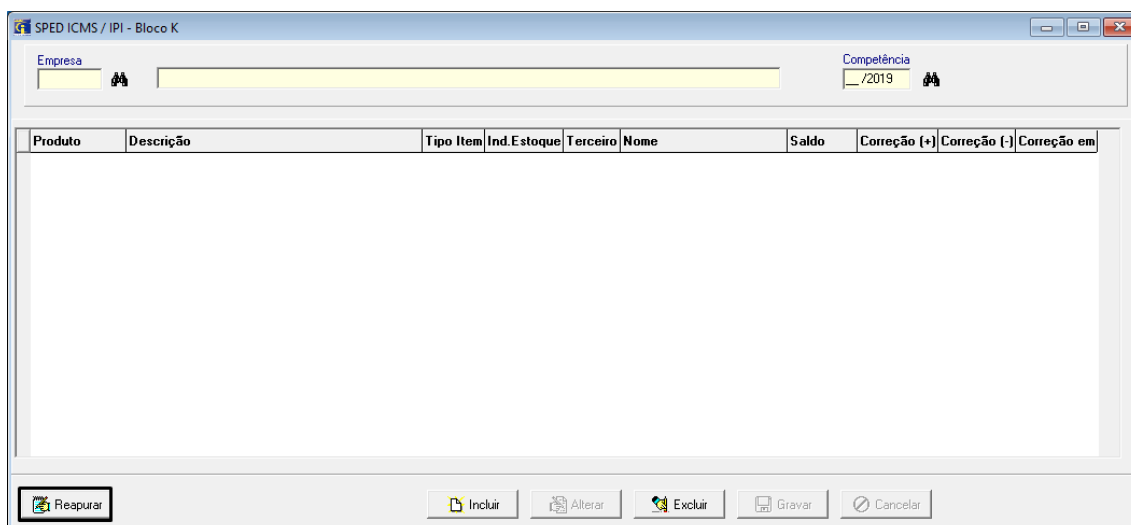 SPED ICMS / IPI - Bloco K
Empresa Competência
__ /2019
Produto Descrição Tipo Item Ind.Estoque Terceiro Nome Saldo Correção (+) Correção (-) Correção em
Reapurar Incluir Alterar Excluir Gravar Cancelar